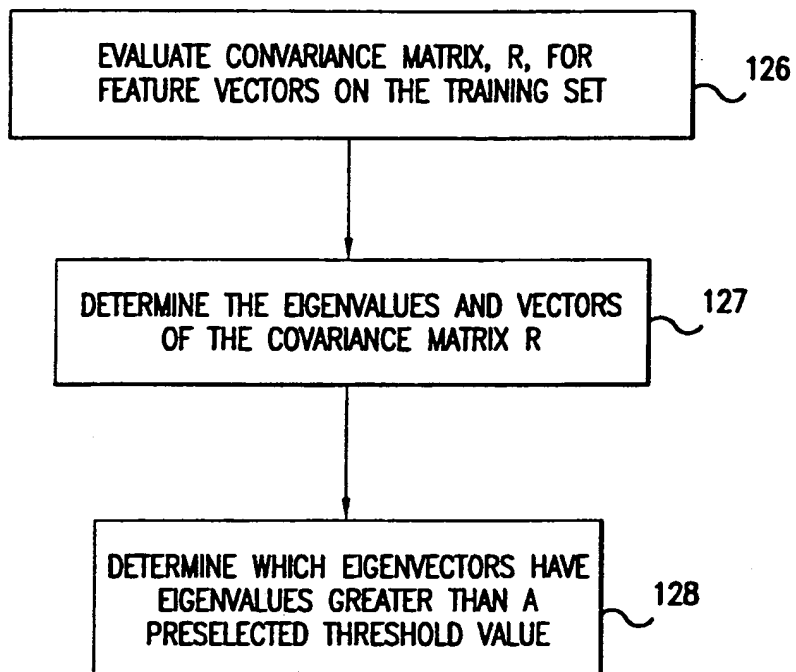 EVALUATE CONVARIANCE MATRIX, R, FOR
FEATURE VECTORS ON THE TRAINING SET
126
DETERMINE THE EIGENVALUES AND VECTORS
OF THE COVARIANCE MATRIX R
127
DETERMINE WHICH EIGENVECTORS HAVE
EIGENVALUES GREATER THAN A
PRESELECTED THRESHOLD VALUE
128